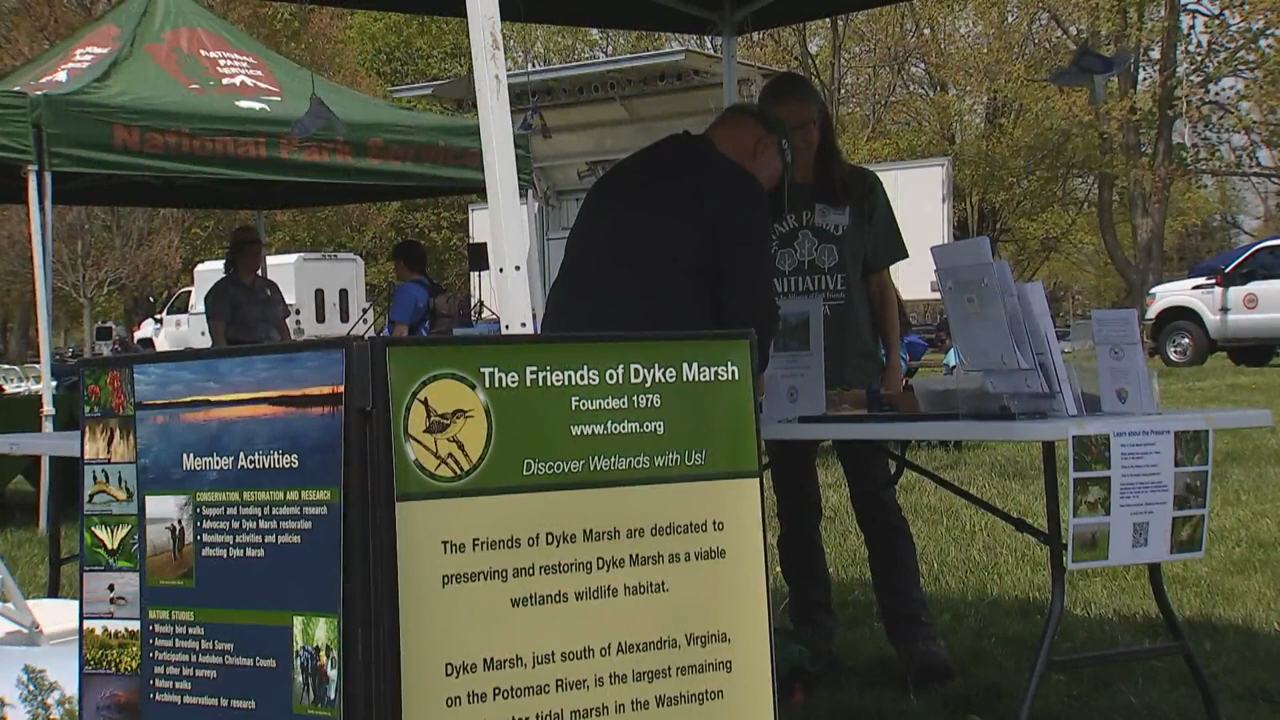 NATIONAL
PARK
SERVICE
National Park Service
PARKS
INITIATIVE
The Friends of Dyke Marsh
Founded 1976
www.fodm.org
Discover Wetlands with Us!
The Friends of Dyke Marsh are dedicated to
preserving and restoring Dyke Marsh as a viable
wetlands wildlife habitat.
Dyke Marsh, just south of Alexandria, Virginia,
on the Potomac River, is the largest remaining
tidal marsh in the Washington
Member Activities
CONSERVATION, RESTORATION AND RESEARCH
• Support and funding of academic research
• Advocacy for Dyke Marsh restoration
• Monitoring activities and policies
affecting Dyke Marsh
NATURE STUDIES
• Weekly bird walks
• Annual Breeding Bird Survey
• Participation in Audubon Christmas Counts
and other bird surveys
• Nature walks
• Archiving observations for research
Learn about the Preserve